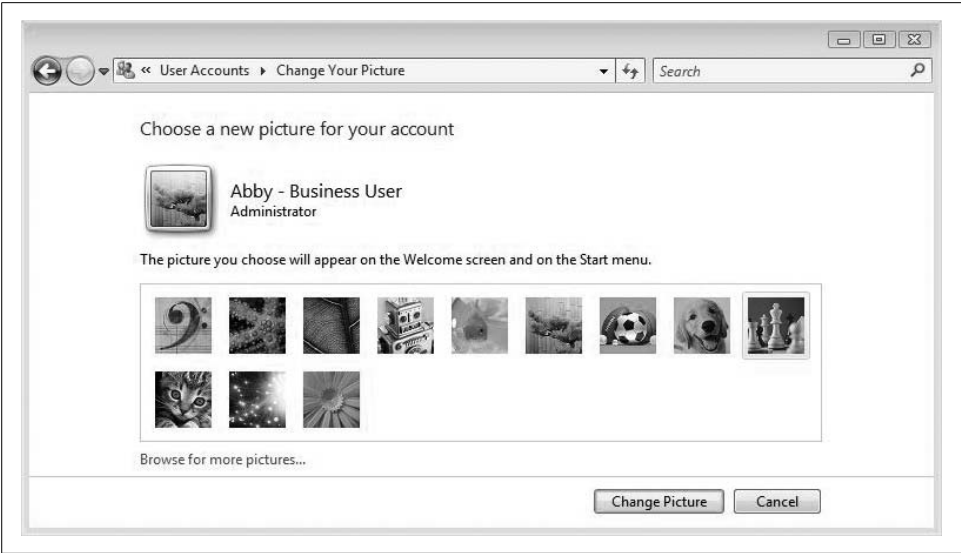 « User Accounts ▸ Change Your Picture Search
Choose a new picture for your account
Abby - Business User
Administrator
The picture you choose will appear on the Welcome screen and on the Start menu.
Browse for more pictures...
Change Picture Cancel